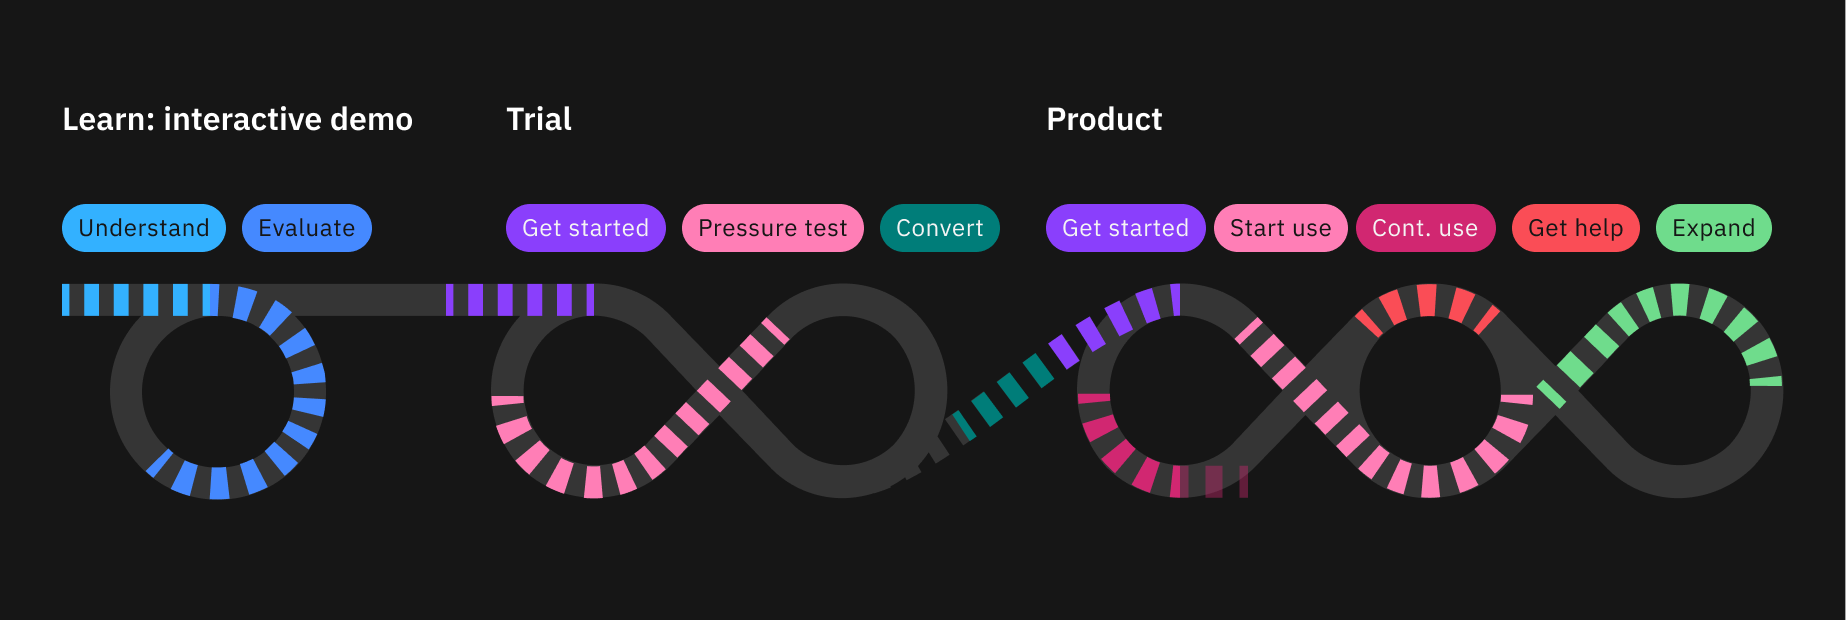 Learn: interactive demo
Trial
Product
Understand
Evaluate
Get started
Pressure test
Convert
Get started
Start use
Cont. use
Get help
Expand